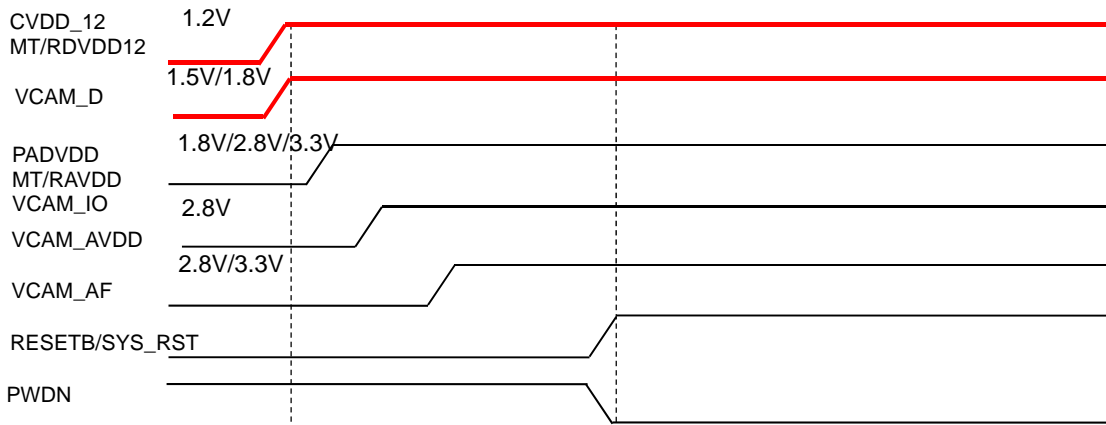 CVDD_12
MT/RDVDD12
1.2V
VCAM_D
1.5V/1.8V
PADVDD
MT/RAVDD
VCAM_IO
1.8V/2.8V/3.3V
VCAM_AVDD
2.8V
VCAM_AF
2.8V/3.3V
RESETB/SYS_RST
PWDN